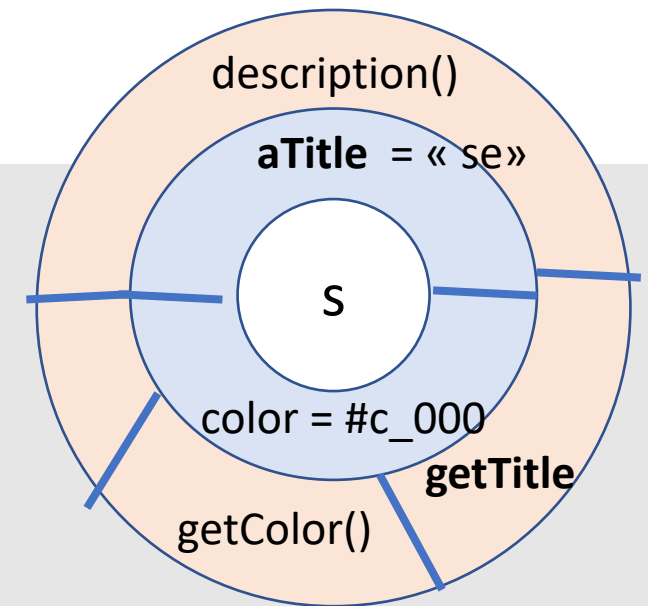 description()
aTitle = « se»
s
color = #c_000
getTitle
getColor()